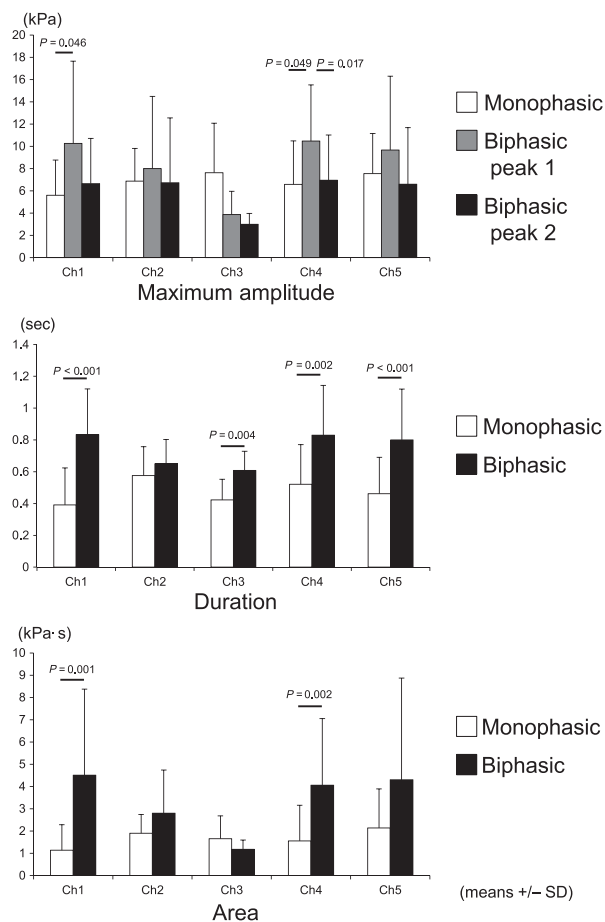 (kPa)
P = 0.046
P = 0.049
P = 0.017
20
18
16
14
12
10
8
6
4
2
0
Ch1 Ch2 Ch3 Ch4 Ch5
Maximum amplitude
Monophasic
Biphasic
peak 1
Biphasic
peak 2
(sec)
1.4
1.2
1
0.8
0.6
0.4
0.2
0
P < 0.001
P = 0.004
P = 0.002
P < 0.001
Ch1 Ch2 Ch3 Ch4 Ch5
Duration
Monophasic
Biphasic
(kPa· s)
10
9
8
7
6
5
4
3
2
1
0
P = 0.001
P = 0.002
Ch1 Ch2 Ch3 Ch4 Ch5
Area
Monophasic
Biphasic
(means +/– SD)